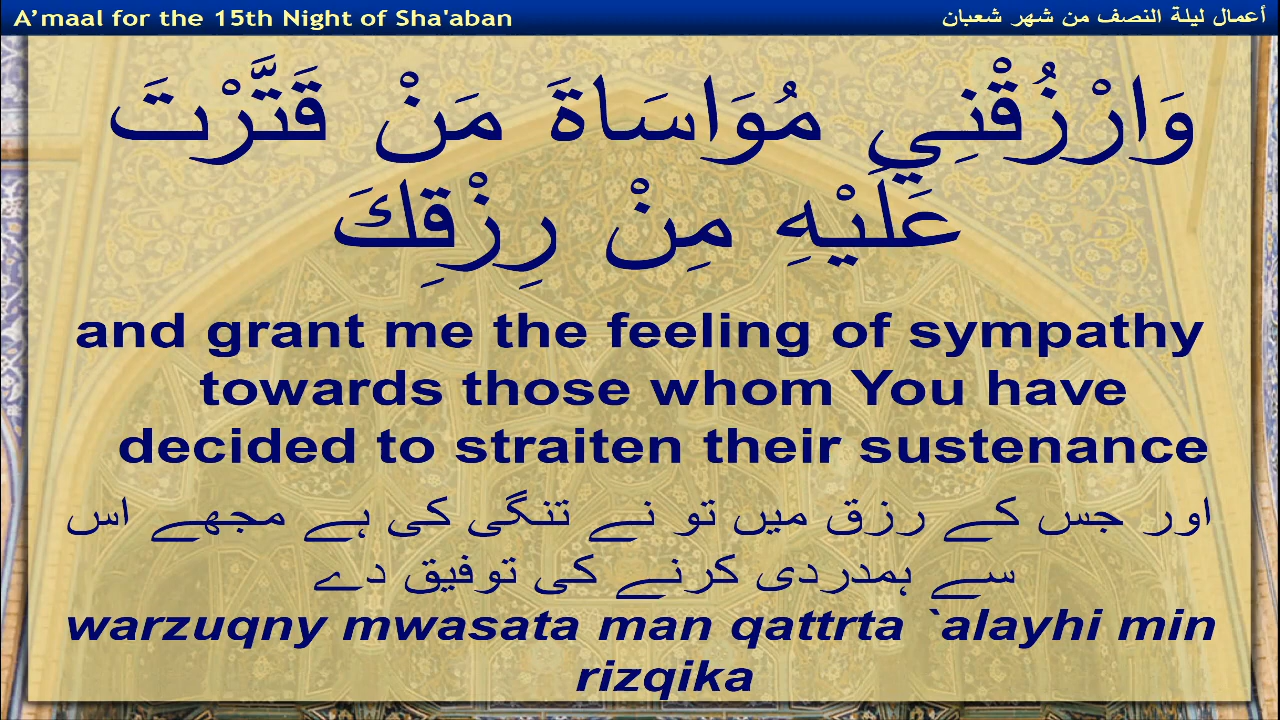 A’maal for the 15th Night of Sha'aban
أعمال ليلة النصف من شهر شعبان
وَارْزُقْنِي مُوَاسَاةَ مَنْ قَتَّرْتَ
عَلَيْهِ مِنْ رِزْقِكَ
and grant me the feeling of sympathy
towards those whom You have
decided to straiten their sustenance
اور جس کے رزق میں تو نے تنگی کی ہے مجھے اس
سے ہمدردی کرنے کی توفیق دے
warzuqny mwasata man qattrta `alayhi min
rizqika